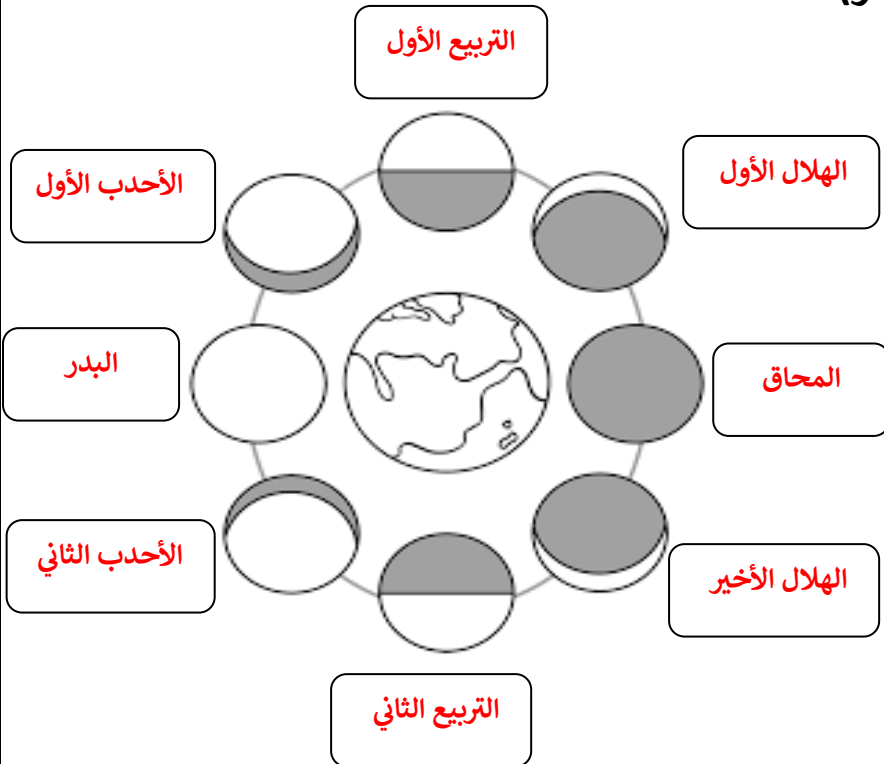 التربيع الأول
الهلال الأول
الأحدب الأول
البدر
المحاق
الأحدب الثاني
الهلال الأخير
التربيع الثاني